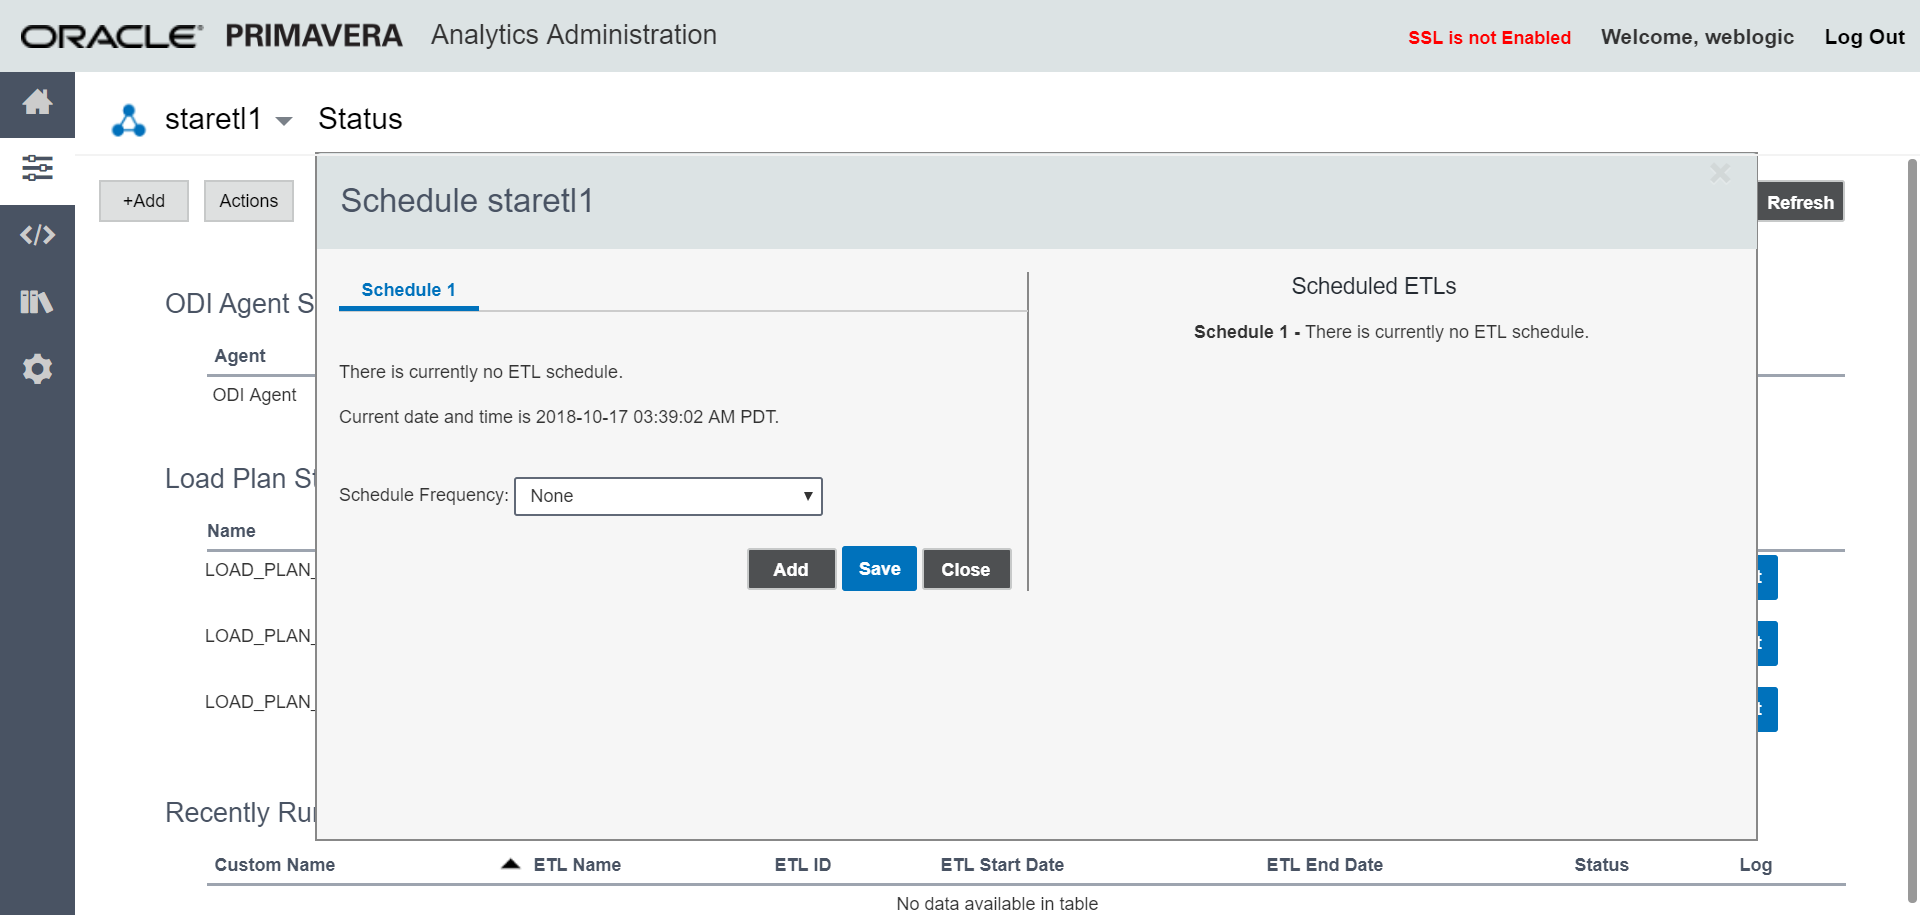 ORACLE PRIMAVERA Analytics Administration
SSL is not Enabled Welcome, weblogic Log Out
staretl1 Status
+Add Actions Refresh
Schedule staretl1
Schedule 1
There is currently no ETL schedule.
Current date and time is 2018-10-17 03:39:02 AM PDT.
Schedule Frequency: None
Add Save Close
Scheduled ETLs
Schedule 1 - There is currently no ETL schedule.
ODI Agent S
Agent
ODI Agent
Load Plan St
Name
LOAD_PLAN_
t
LOAD_PLAN_
t
LOAD_PLAN_
t
Recently Ru
Custom Name ETL Name ETL ID ETL Start Date ETL End Date Status Log
No data available in table